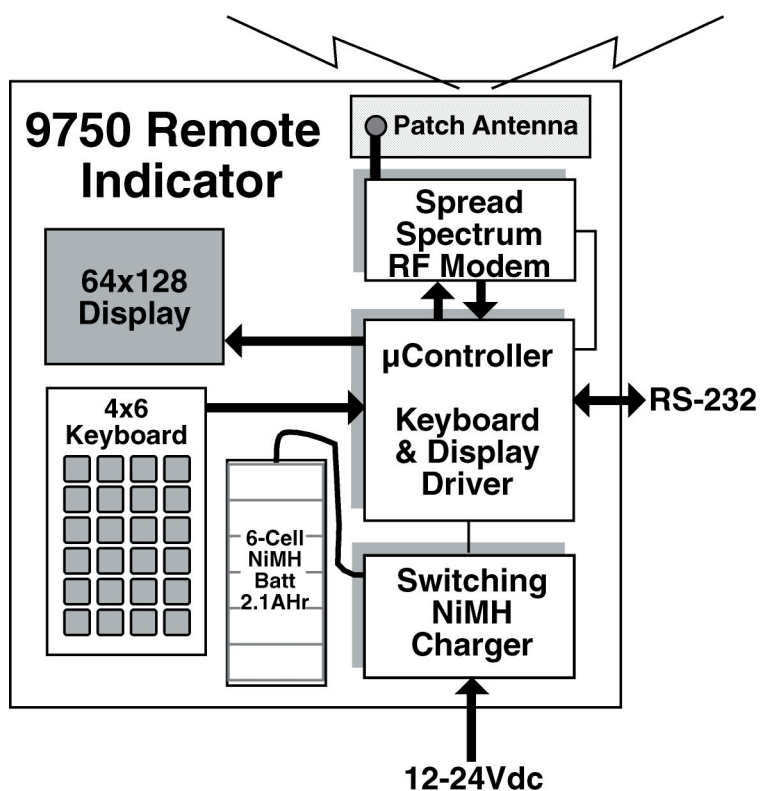 9750 Remote
Indicator
Patch Antenna
Spread
Spectrum
RF Modem
64x128
Display
µController
Keyboard
& Display
Driver
RS-232
4x6
Keyboard
6-Cell
NiMH
Batt
2.1AHr
Switching
NiMH
Charger
12-24Vdc